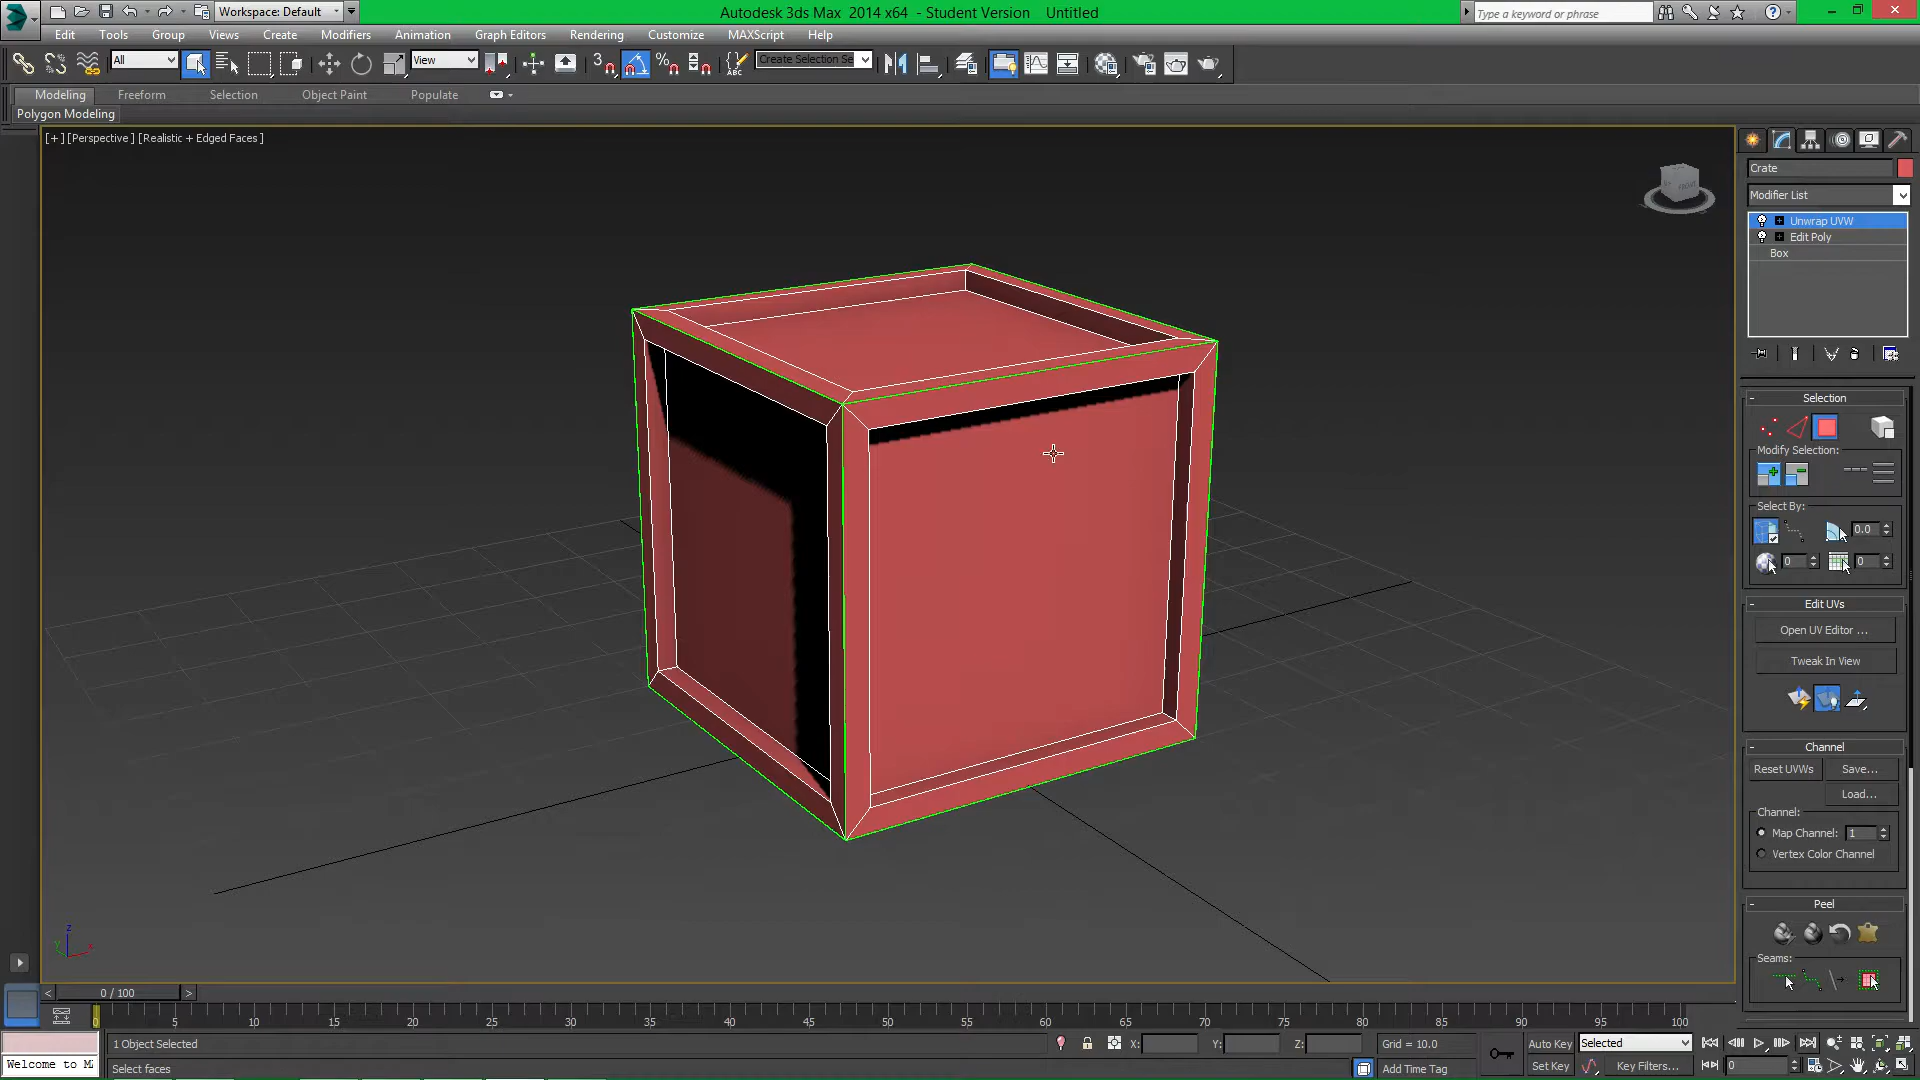 Workspace: Default
Autodesk 3ds Max 2014 x64 - Student Version Untitled
Type a keyword or phrase
Edit Tools Group Views Create Modifiers Animation Graph Editors Rendering Customize MAXScript Help
All
View
Create Selection Se
Modeling Freeform Selection Object Paint Populate
Polygon Modeling
[+] [Perspective] [Realistic + Edged Faces]
Crate
Modifier List
Unwrap UVW
Edit Poly
Box
Selection
Modify Selection:
Select By:
0.0
0 0
Edit UVs
Open UV Editor ...
Tweak In View
Channel
Reset UVWs Save...
Load...
Channel:
Map Channel: 1
Vertex Color Channel
Peel
Seams:
z
x
0 / 100
5 10 15 20 25 30 35 40 45 50 55 60 65 70 75 80 85 90 95 100
1 Object Selected X: Y: Z: Grid = 10.0 Auto Key Selected
Welcome to M
Select faces Add Time Tag Set Key Key Filters... 0